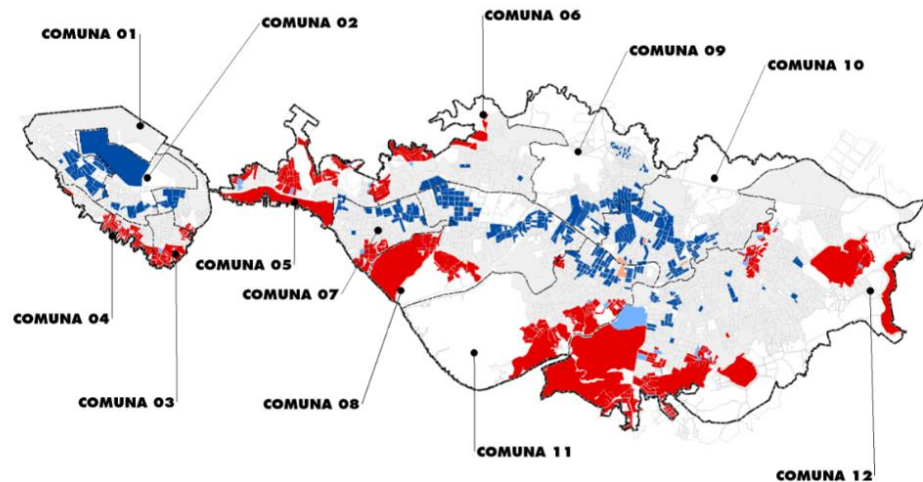 COMUNA 01
COMUNA 02
COMUNA 06
COMUNA 09
COMUNA 10
COMUNA 05
COMUNA 07
COMUNA 04
COMUNA 03
COMUNA 08
COMUNA 11
COMUNA 12